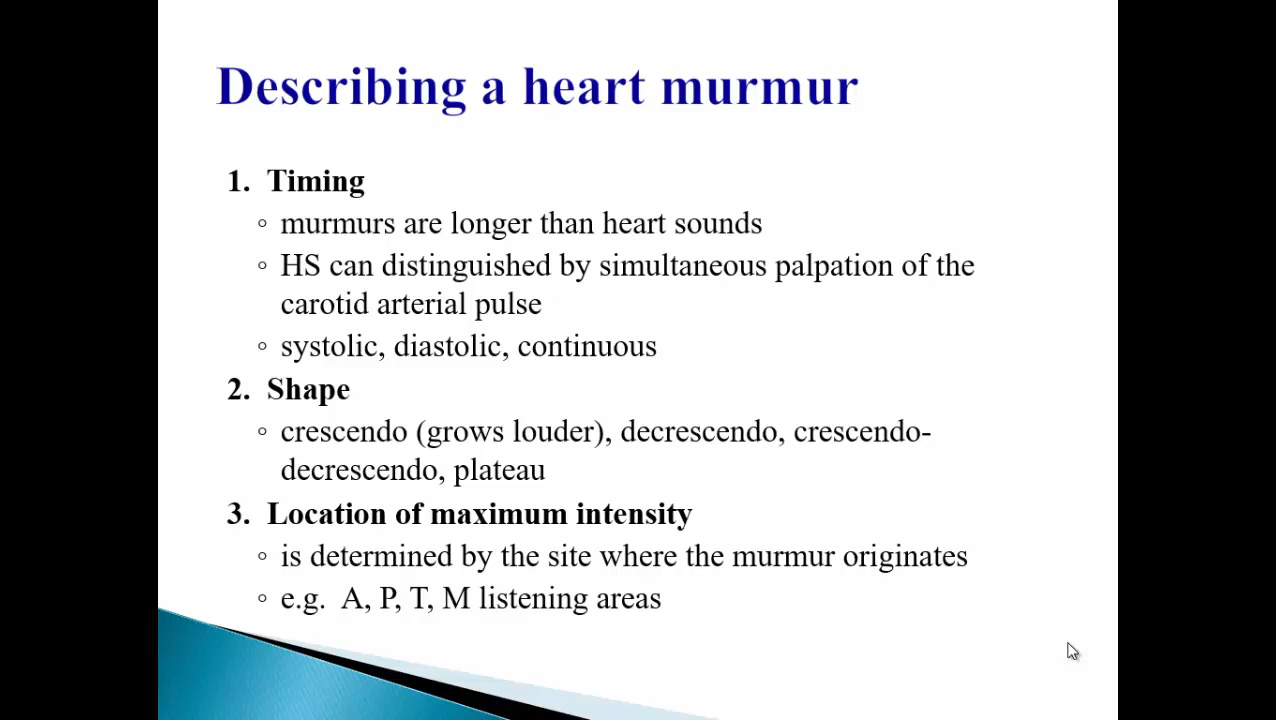 Describing a heart murmur
1. Timing
◦ murmurs are longer than heart sounds
◦ HS can distinguished by simultaneous palpation of the
carotid arterial pulse
◦ systolic, diastolic, continuous
2. Shape
◦ crescendo (grows louder), decrescendo, crescendo-
decrescendo, plateau
3. Location of maximum intensity
◦ is determined by the site where the murmur originates
◦ e.g. A, P, T, M listening areas